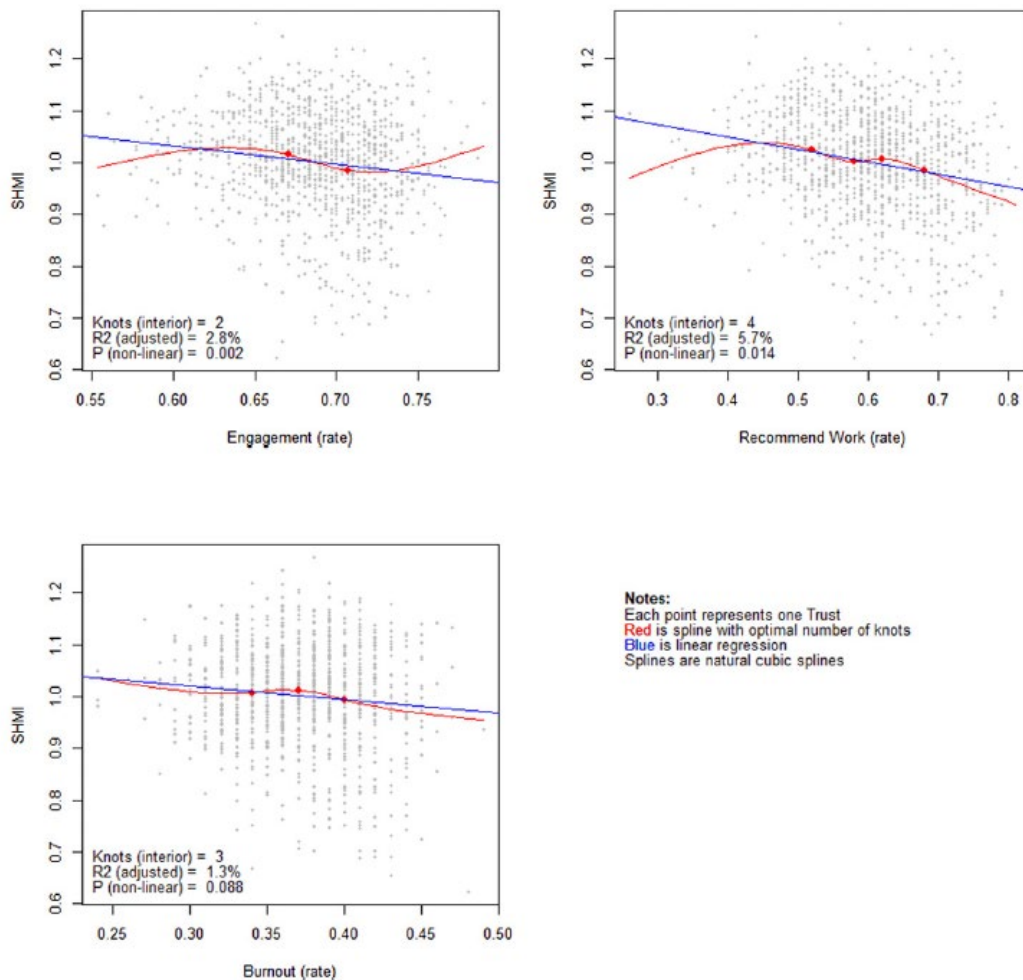 SHMI
1.2
1.1
1.0
0.9
0.8
0.7
0.6
Knots (interior) = 2
R2 (adjusted) = 2.8%
P (non-linear) = 0.002
0.55 0.60 0.65 0.70 0.75
Engagement (rate)
SHMI
1.2
1.1
1.0
0.9
0.8
0.7
0.6
Knots (interior) = 4
R2 (adjusted) = 5.7%
P (non-linear) = 0.014
0.3 0.4 0.5 0.6 0.7 0.8
Recommend Work (rate)
SHMI
1.2
1.1
1.0
0.9
0.8
0.7
0.6
Knots (interior) = 3
R2 (adjusted) = 1.3%
P (non-linear) = 0.088
0.25 0.30 0.35 0.40 0.45 0.50
Burnout (rate)
Notes:
Each point represents one Trust
Red is spline with optimal number of knots
Blue is linear regression
Splines are natural cubic splines